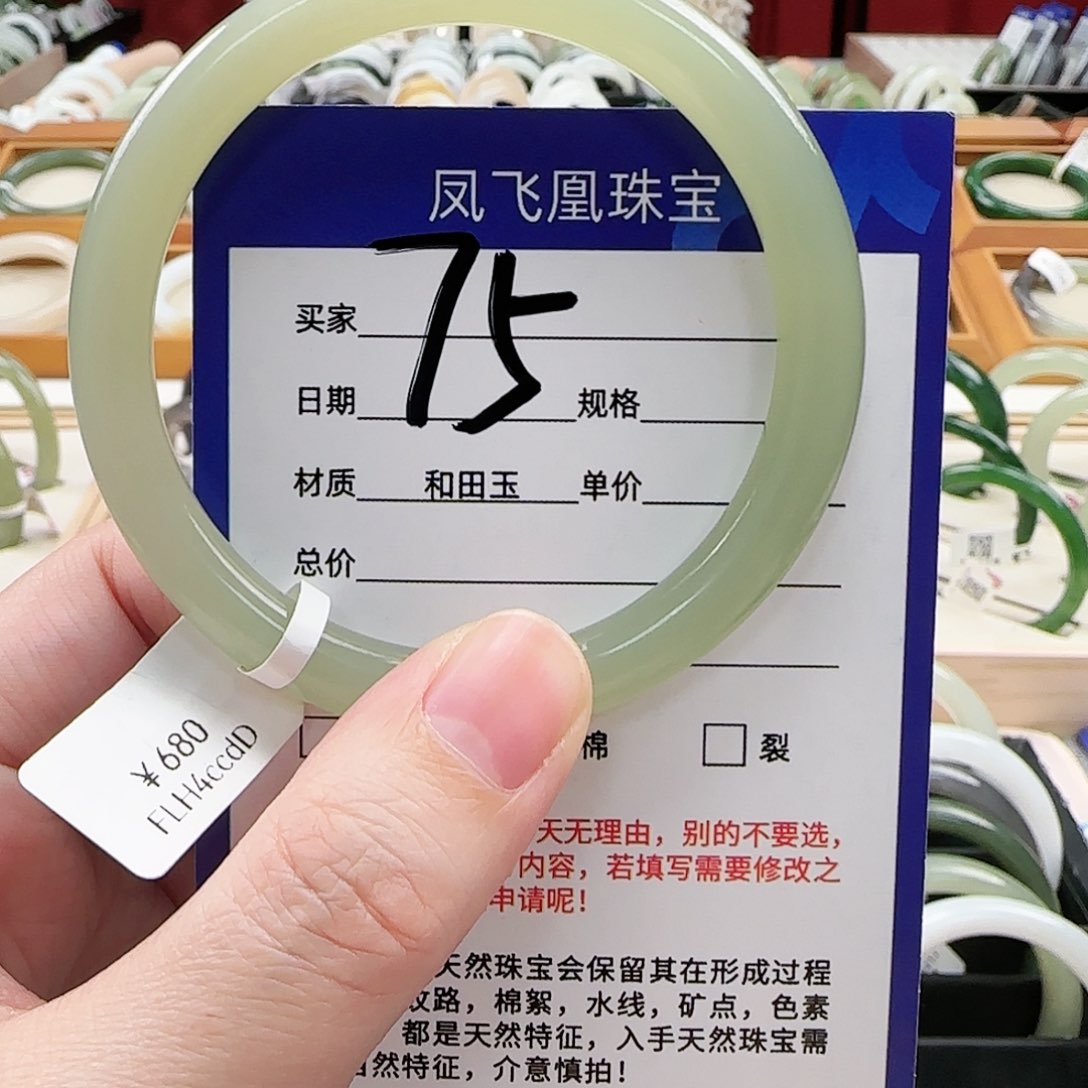 凤飞凰珠宝
75
买家
日期 规格
材质 和田玉 单价
总价
棉 裂
天无理由，别的不要选，
内容，若填写需要修改之
申请呢！
天然珠宝会保留其在形成过程
纹路，棉絮，水线，矿点，色素
都是天然特征，入手天然珠宝需
自然特征，介意慎拍！
¥680
FLH4ccdD